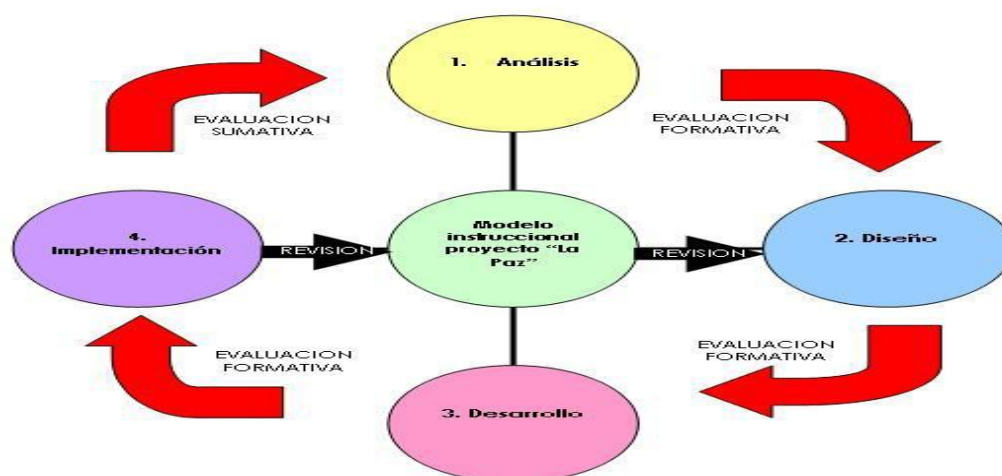 1. Análisis
EVALUACION
SUMATIVA
EVALUACION
FORMATIVA
4.
Implementación
REVISION
Modelo
instruccional
proyecto “La
Paz”
REVISION
2. Diseño
EVALUACION
FORMATIVA
EVALUACION
FORMATIVA
3. Desarrollo